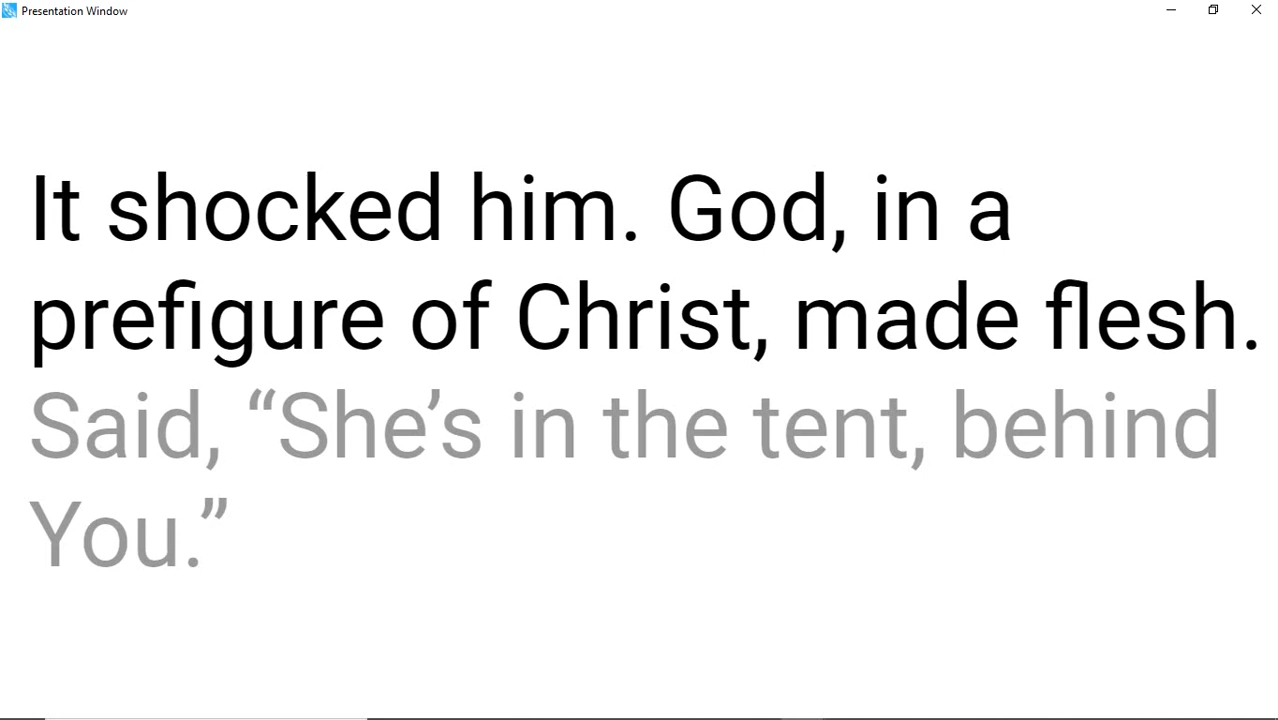 Presentation Window
It shocked him. God, in a
prefigure of Christ, made flesh.
Said, “She’s in the tent, behind
You.”